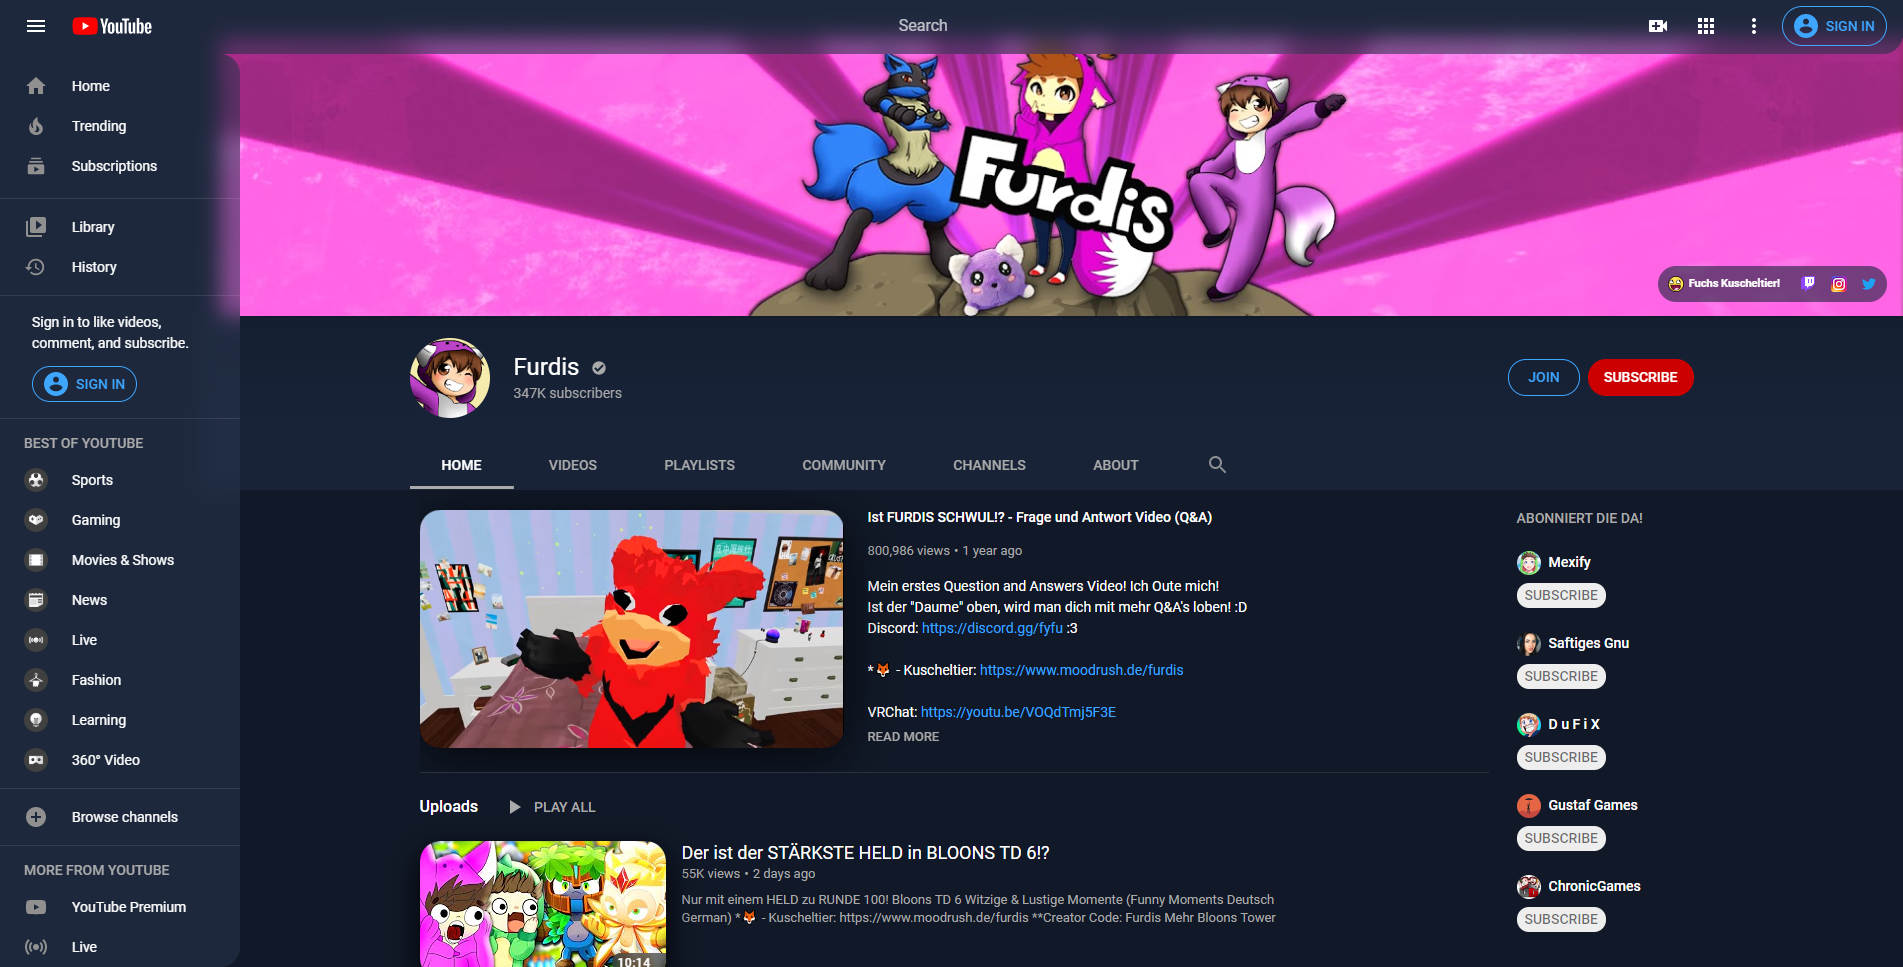 YouTube
Search
SIGN IN
Home
Trending
Subscriptions
Library
History
Sign in to like videos,
comment, and subscribe.
SIGN IN
BEST OF YOUTUBE
Sports
Gaming
Movies & Shows
News
Live
Fashion
Learning
360° Video
Browse channels
MORE FROM YOUTUBE
YouTube Premium
Live
Furdis
Fuchs Kuscheltier!
Furdis
347K subscribers
JOIN
SUBSCRIBE
HOME
VIDEOS
PLAYLISTS
COMMUNITY
CHANNELS
ABOUT
Ist FURDIS SCHWUL!? - Frage und Antwort Video (Q&A)
800,986 views • 1 year ago
Mein erstes Question and Answers Video! Ich Oute mich!
Ist der "Daume" oben, wird man dich mit mehr Q&A's loben! :D
Discord: https://discord.gg/fyfu :3
*🦊 - Kuscheltier: https://www.moodrush.de/furdis
VRChat: https://youtu.be/VOQdTmj5F3E
READ MORE
Uploads
PLAY ALL
10:14
Der ist der STÄRKSTE HELD in BLOONS TD 6!?
55K views • 2 days ago
Nur mit einem HELD zu RUNDE 100! Bloons TD 6 Witzige & Lustige Momente (Funny Moments Deutsch
German) *🦊 - Kuscheltier: https://www.moodrush.de/furdis **Creator Code: Furdis Mehr Bloons Tower
ABONNIERT DIE DA!
Mexify
SUBSCRIBE
Saftiges Gnu
SUBSCRIBE
D u F i X
SUBSCRIBE
Gustaf Games
SUBSCRIBE
ChronicGames
SUBSCRIBE